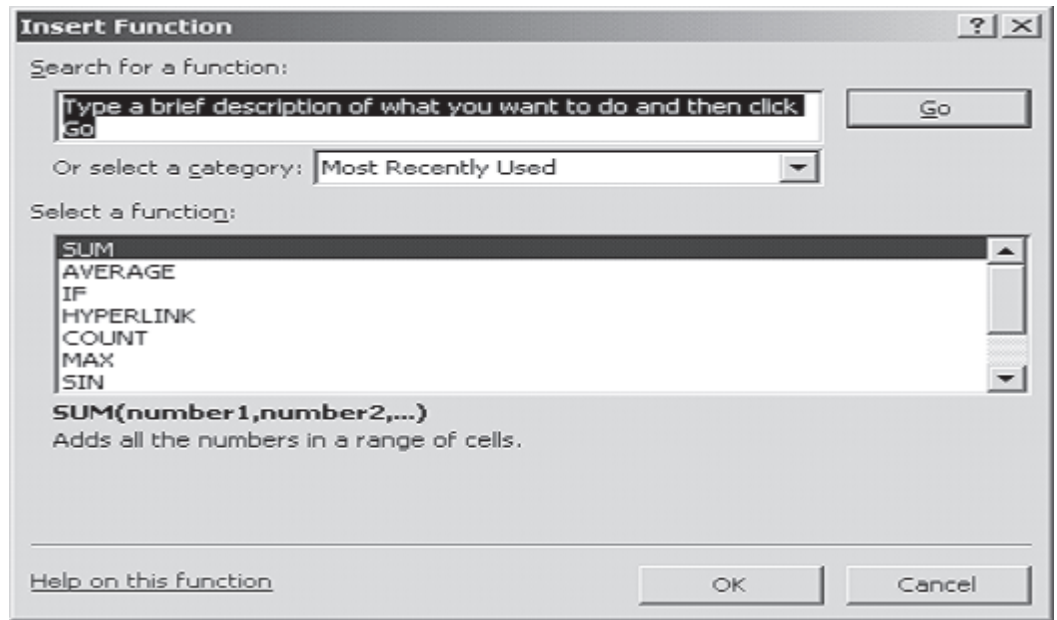 Insert Function
Search for a function:
Type a brief description of what you want to do and then click
Go
Go
Or select a category: Most Recently Used
Select a function:
SUM
AVERAGE
IF
HYPERLINK
COUNT
MAX
SIN
SUM(number1,number2,...)
Adds all the numbers in a range of cells.
Help on this function
OK
Cancel